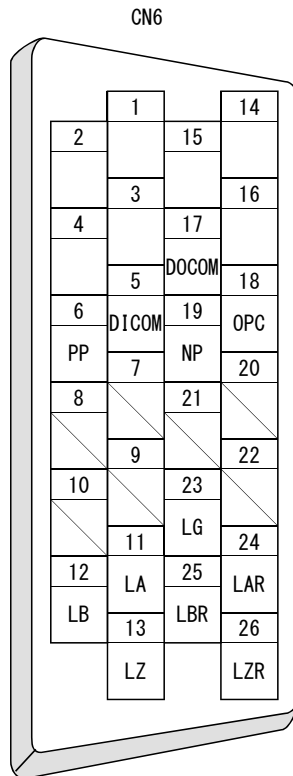 CN6
1 14
2 15
3 16
4 17
DOCOM
5 18
DICOM OPC
6 19
PP NP
7 20
8 21
9 22
10 23
LG
11 24
LA LAR
12 25
LB LBR
13 26
LZ LZR